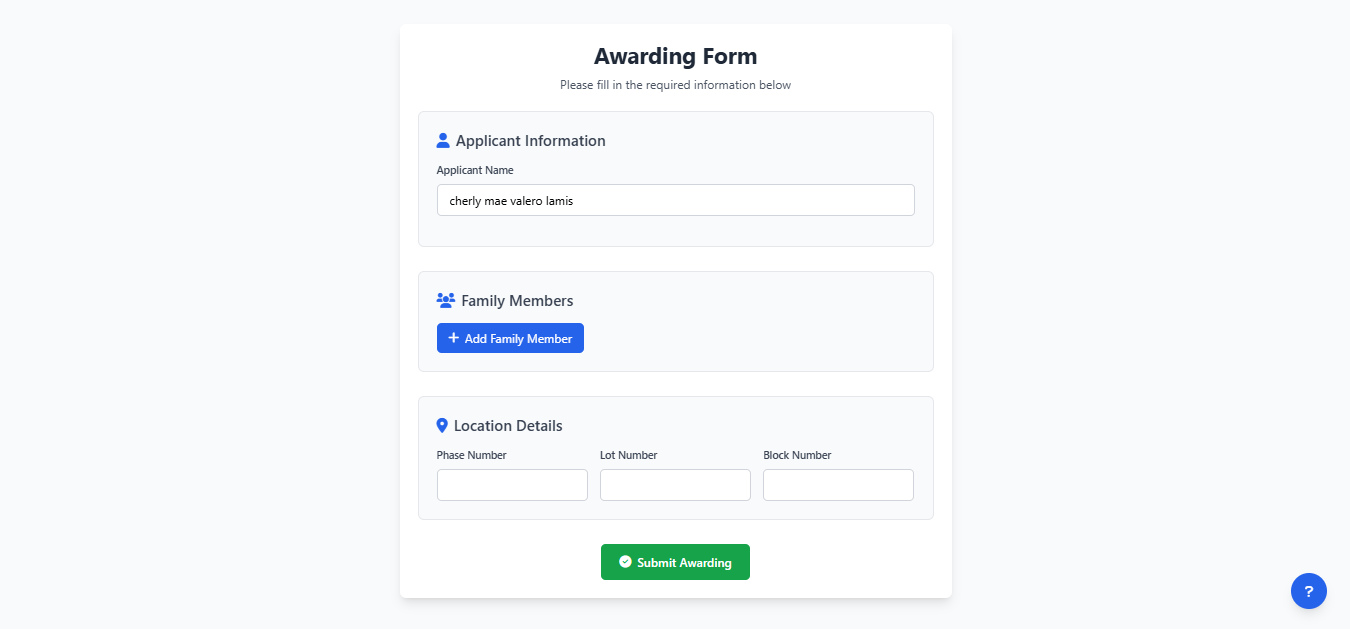 Awarding Form
Please fill in the required information below
Applicant Information
Applicant Name
cherly mae valero lamis
Family Members
+ Add Family Member
Location Details
Phase Number Lot Number Block Number
Submit Awarding
?